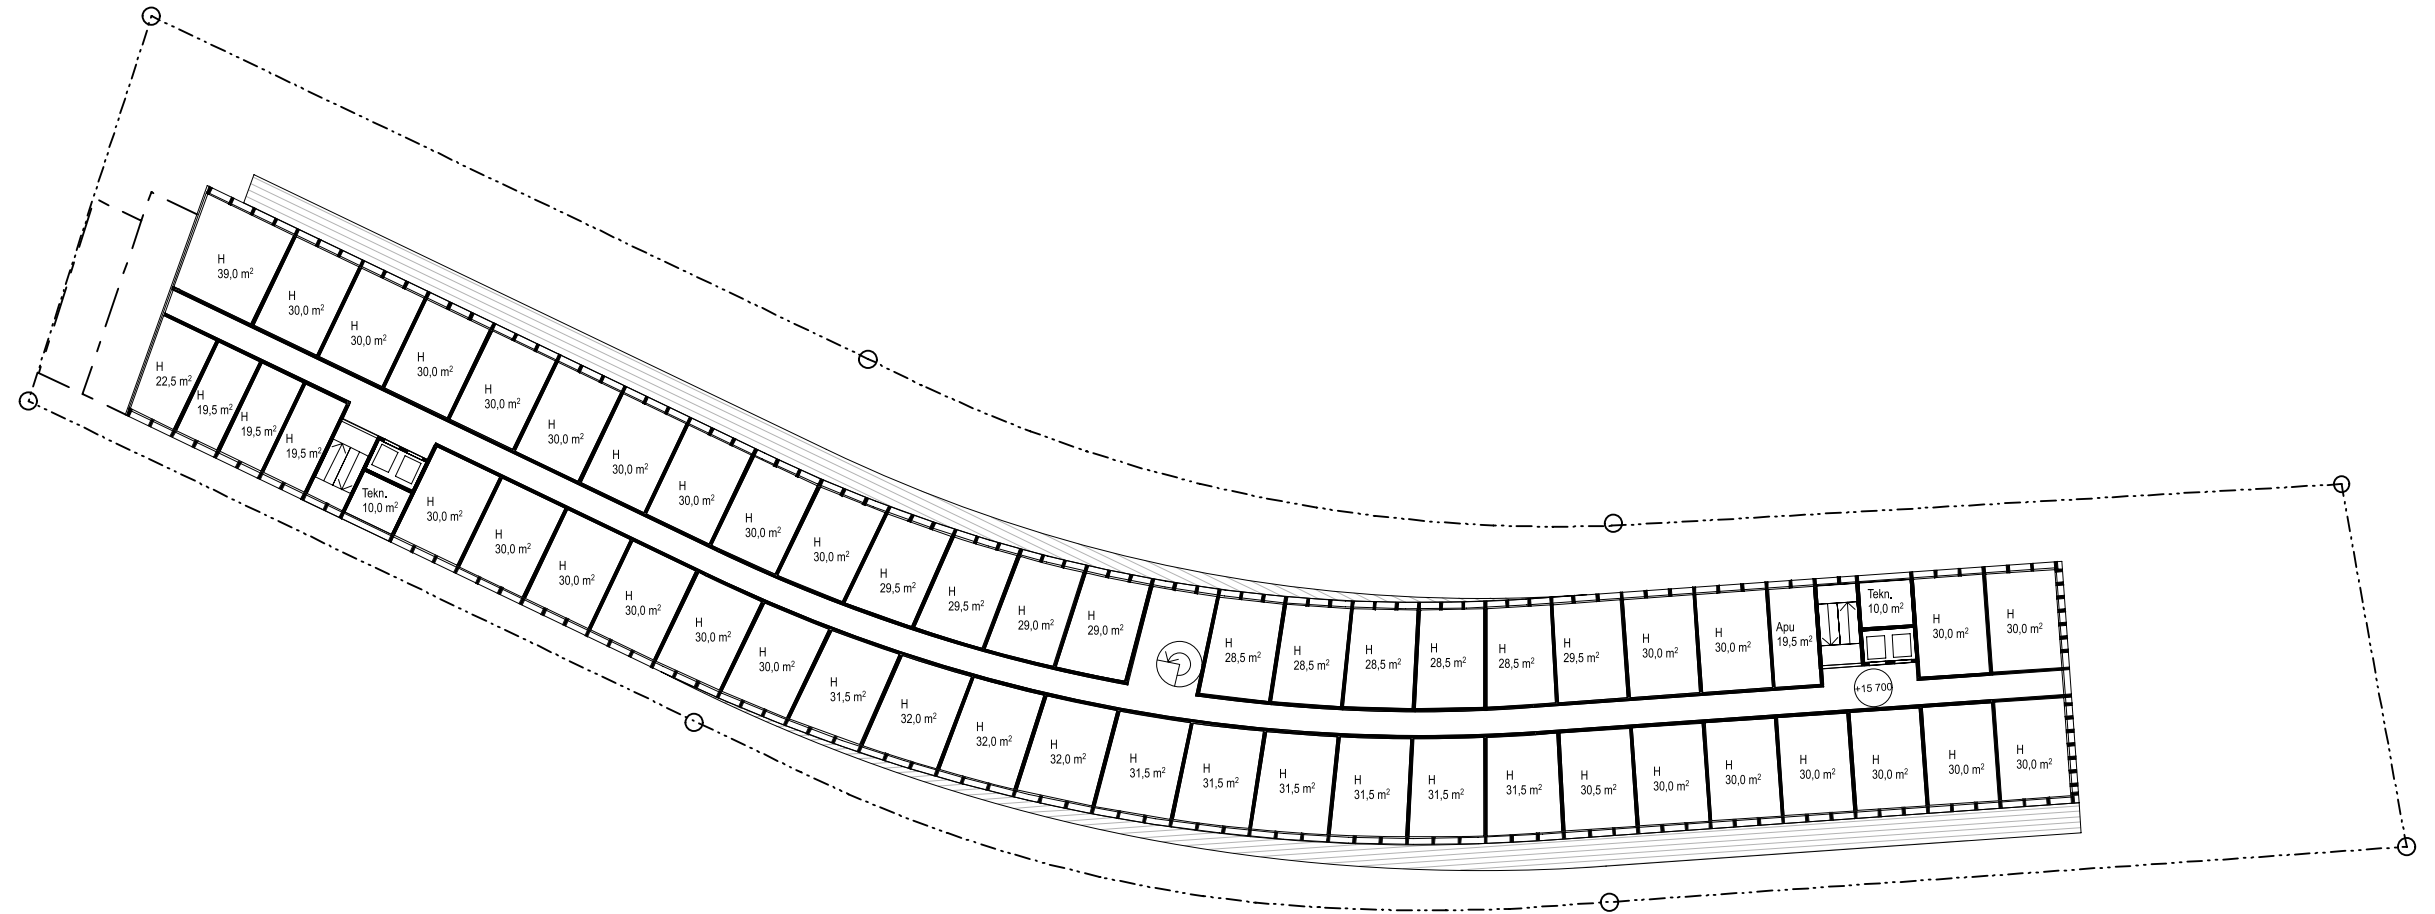 H
39,0 m²
H
30,0 m²
H
30,0 m²
H
30,0 m²
H
30,0 m²
H
30,0 m²
H
30,0 m²
H
30,0 m²
H
30,0 m²
H
30,0 m²
H
29,5 m²
H
29,5 m²
H
29,0 m²
H
29,0 m²
H
28,5 m²
H
28,5 m²
H
28,5 m²
H
28,5 m²
H
28,5 m²
H
29,5 m²
H
30,0 m²
H
30,0 m²
Apu
19,5 m²
Tekn.
10,0 m²
H
30,0 m²
H
30,0 m²
+15 700
H
22,5 m²
H
19,5 m²
H
19,5 m²
H
19,5 m²
Tekn.
10,0 m²
H
30,0 m²
H
30,0 m²
H
30,0 m²
H
30,0 m²
H
30,0 m²
H
30,0 m²
H
31,5 m²
H
32,0 m²
H
32,0 m²
H
32,0 m²
H
31,5 m²
H
31,5 m²
H
31,5 m²
H
31,5 m²
H
31,5 m²
H
31,5 m²
H
30,5 m²
H
30,0 m²
H
30,0 m²
H
30,0 m²
H
30,0 m²
H
30,0 m²
H
30,0 m²